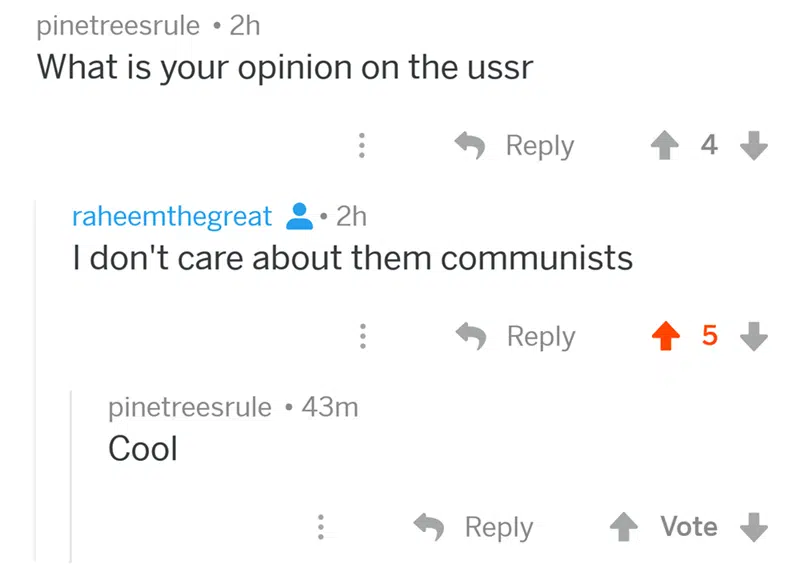 pinetreesrule • 2h
What is your opinion on the ussr
Reply 4
raheemthegreat • 2h
I don't care about them communists
Reply 5
pinetreesrule • 43m
Cool
Reply Vote